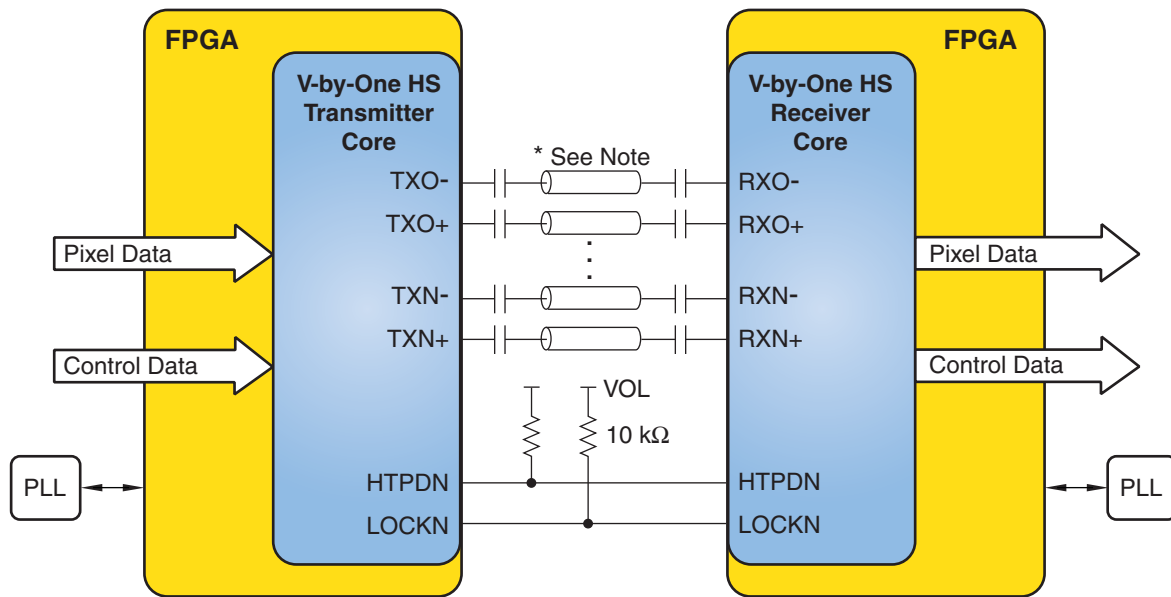 FPGA
FPGA
V-by-One HS
Transmitter
Core
V-by-One HS
Receiver
Core
* See Note
TXO-
RXO-
TXO+
RXO+
Pixel Data
Pixel Data
TXN-
RXN-
TXN+
RXN+
Control Data
Control Data
VOL
10 kΩ
PLL
HTPDN
HTPDN
PLL
LOCKN
LOCKN